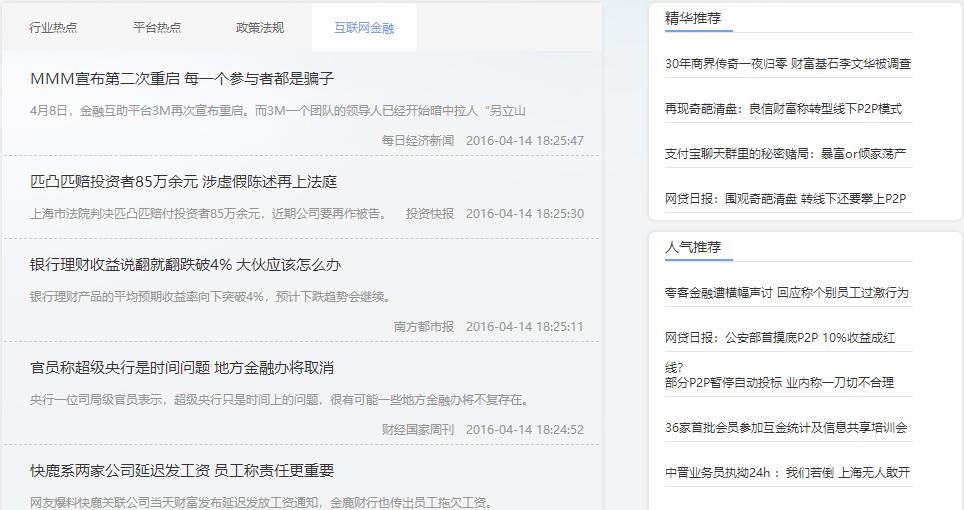 行业热点 平台热点 政策法规 互联网金融
MMM宣布第二次重启 每一个参与者都是骗子
4月8日，金融互助平台3M再次宣布重启。而3M一个团队的领导人已经开始暗中拉人“另立山
每日经济新闻 2016-04-14 18:25:47
匹凸匹赔投资者85万余元 涉虚假陈述再上法庭
上海市法院判决匹凸匹赔付投资者85万余元，近期公司要再作被告。 投资快报 2016-04-14 18:25:30
银行理财收益说翻就翻跌破4% 大伙应该怎么办
银行理财产品的平均预期收益率向下突破4%，预计下跌趋势会继续。
南方都市报 2016-04-14 18:25:11
官员称超级央行是时间问题 地方金融办将取消
央行一位司局级官员表示，超级央行只是时间上的问题，很有可能一些地方金融办将不复存在。
财经国家周刊 2016-04-14 18:24:52
快鹿系两家公司延迟发工资 员工称责任更重要
网友爆料快鹿关联公司当天财富发布延迟发放工资通知，金鹿财行也传出员工拖欠工资。
精华推荐
30年商界传奇一夜归零 财富基石李文华被调查
再现奇葩清盘：良信财富称转型线下P2P模式
支付宝聊天群里的秘密赌局：暴富or倾家荡产
网贷日报：围观奇葩清盘 转线下还要攀上P2P
人气推荐
夸客金融遭横幅声讨 回应称个别员工过激行为
网贷日报：公安部首摸底P2P 10%收益成红
线？
部分P2P暂停自动投标 业内称一刀切不合理
36家首批会员参加互金统计及信息共享培训会
中晋业务员执拗24h ：我们若倒 上海无人敢开